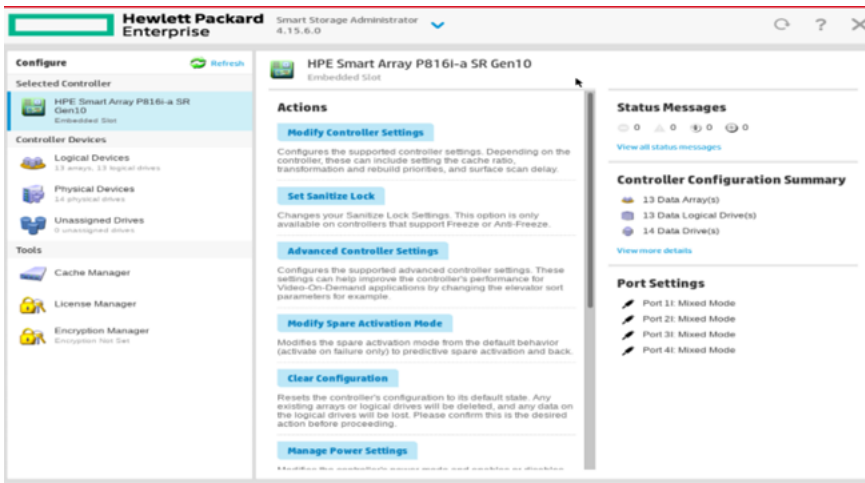 Hewlett Packard
Enterprise
Smart Storage Administrator
4.15.6.0
?
Configure
Refresh
Selected Controller
HPE Smart Array P816i-a SR
Gen10
Embedded Slot
Controller Devices
Logical Devices
13 arrays, 13 logical drives
Physical Devices
14 physical drives
Unassigned Drives
0 unassigned drives
Tools
Cache Manager
License Manager
Encryption Manager
Encryption Not Set
HPE Smart Array P816i-a SR Gen10
Embedded Slot
Actions
Modify Controller Settings
Configures the supported controller settings. Depending on the
controller, these can include setting the cache ratio,
transformation and rebuild priorities, and surface scan delay.
Set Sanitize Lock
Changes your Sanitize Lock Settings. This option is only
available on controllers that support Freeze or Anti-Freeze.
Advanced Controller Settings
Configures the supported advanced controller settings. These
settings can help improve the controller's performance for
Video-On-Demand applications by changing the elevator sort
parameters for example.
Modify Spare Activation Mode
Modifies the spare activation mode from the default behavior
(activate on failure only) to predictive spare activation and back.
Clear Configuration
Resets the controller's configuration to its default state. Any
existing arrays or logical drives will be deleted, and any data on
the logical drives will be lost. Please confirm this is the desired
action before proceeding.
Manage Power Settings
Modifies the controller's power mode and enables or disables
Status Messages
0 0 0 0
View all status messages
Controller Configuration Summary
13 Data Array(s)
13 Data Logical Drive(s)
14 Data Drive(s)
View more details
Port Settings
Port 1I: Mixed Mode
Port 2I: Mixed Mode
Port 3I: Mixed Mode
Port 4I: Mixed Mode